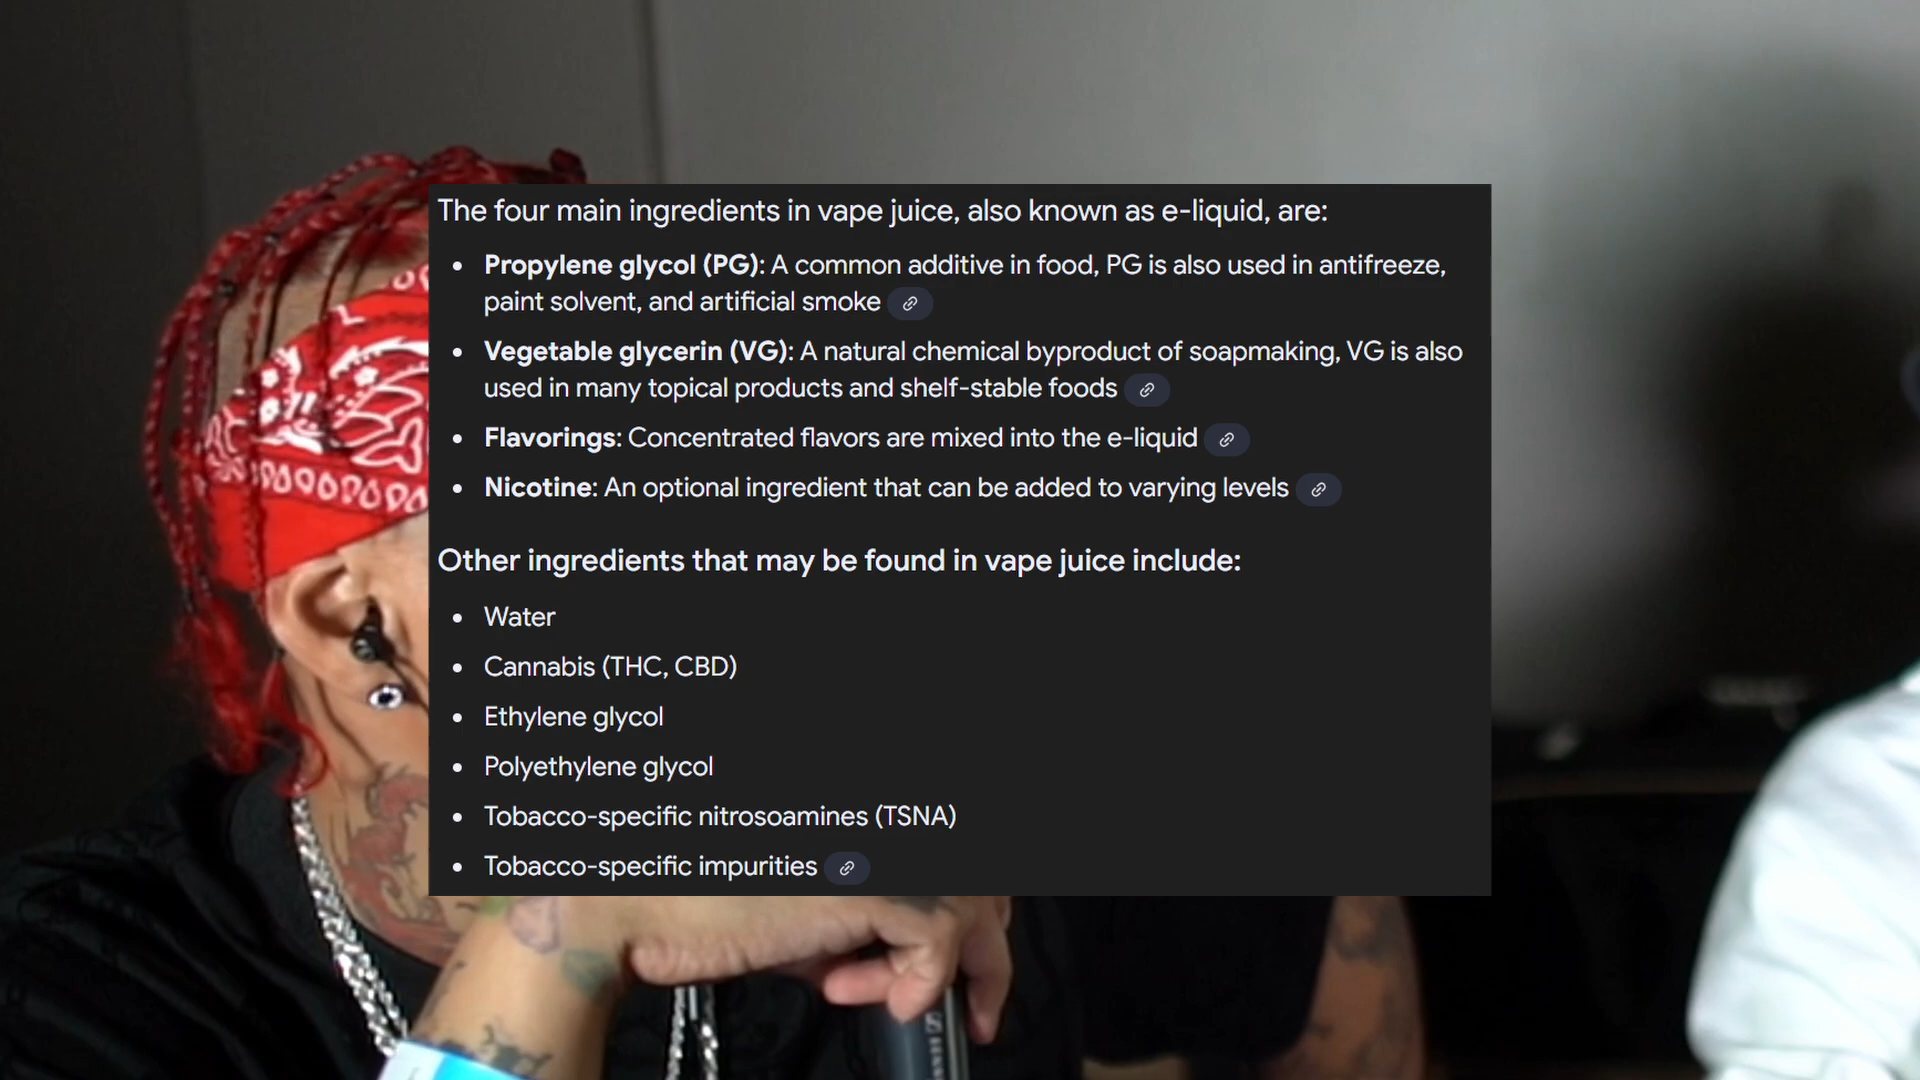 The four main ingredients in vape juice, also known as e-liquid, are:
• Propylene glycol (PG): A common additive in food, PG is also used in antifreeze,
paint solvent, and artificial smoke
• Vegetable glycerin (VG): A natural chemical byproduct of soapmaking, VG is also
used in many topical products and shelf-stable foods
• Flavorings: Concentrated flavors are mixed into the e-liquid
• Nicotine: An optional ingredient that can be added to varying levels
Other ingredients that may be found in vape juice include:
• Water
• Cannabis (THC, CBD)
• Ethylene glycol
• Polyethylene glycol
• Tobacco-specific nitrosoamines (TSNA)
• Tobacco-specific impurities